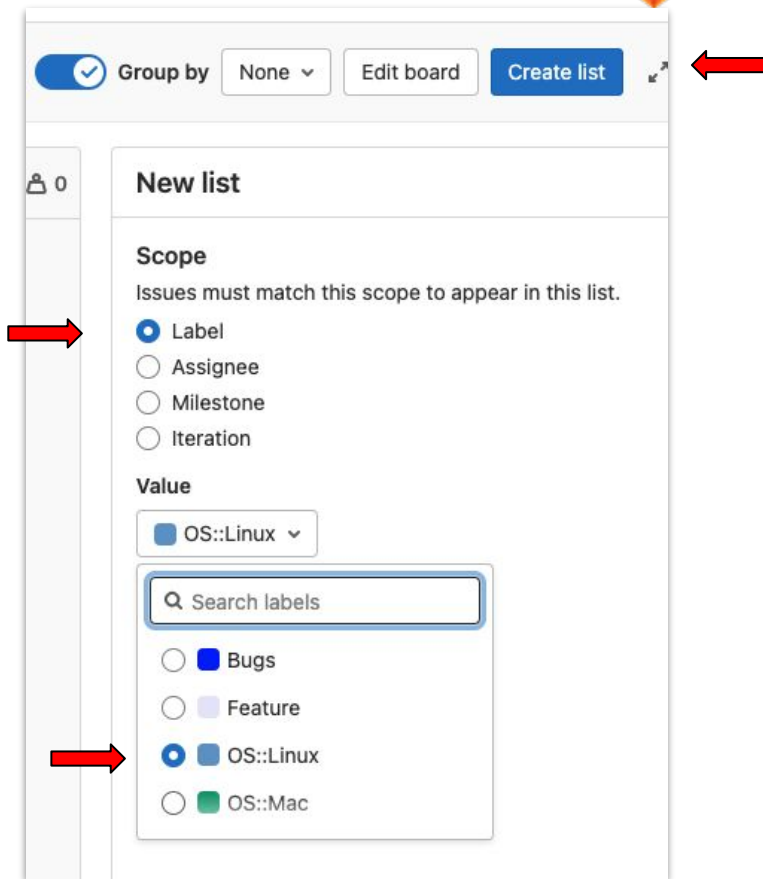 Group by None Edit board Create list
0 New list
Scope
Issues must match this scope to appear in this list.
Label
Assignee
Milestone
Iteration
Value
OS::Linux
Search labels
Bugs
Feature
OS::Linux
OS::Mac